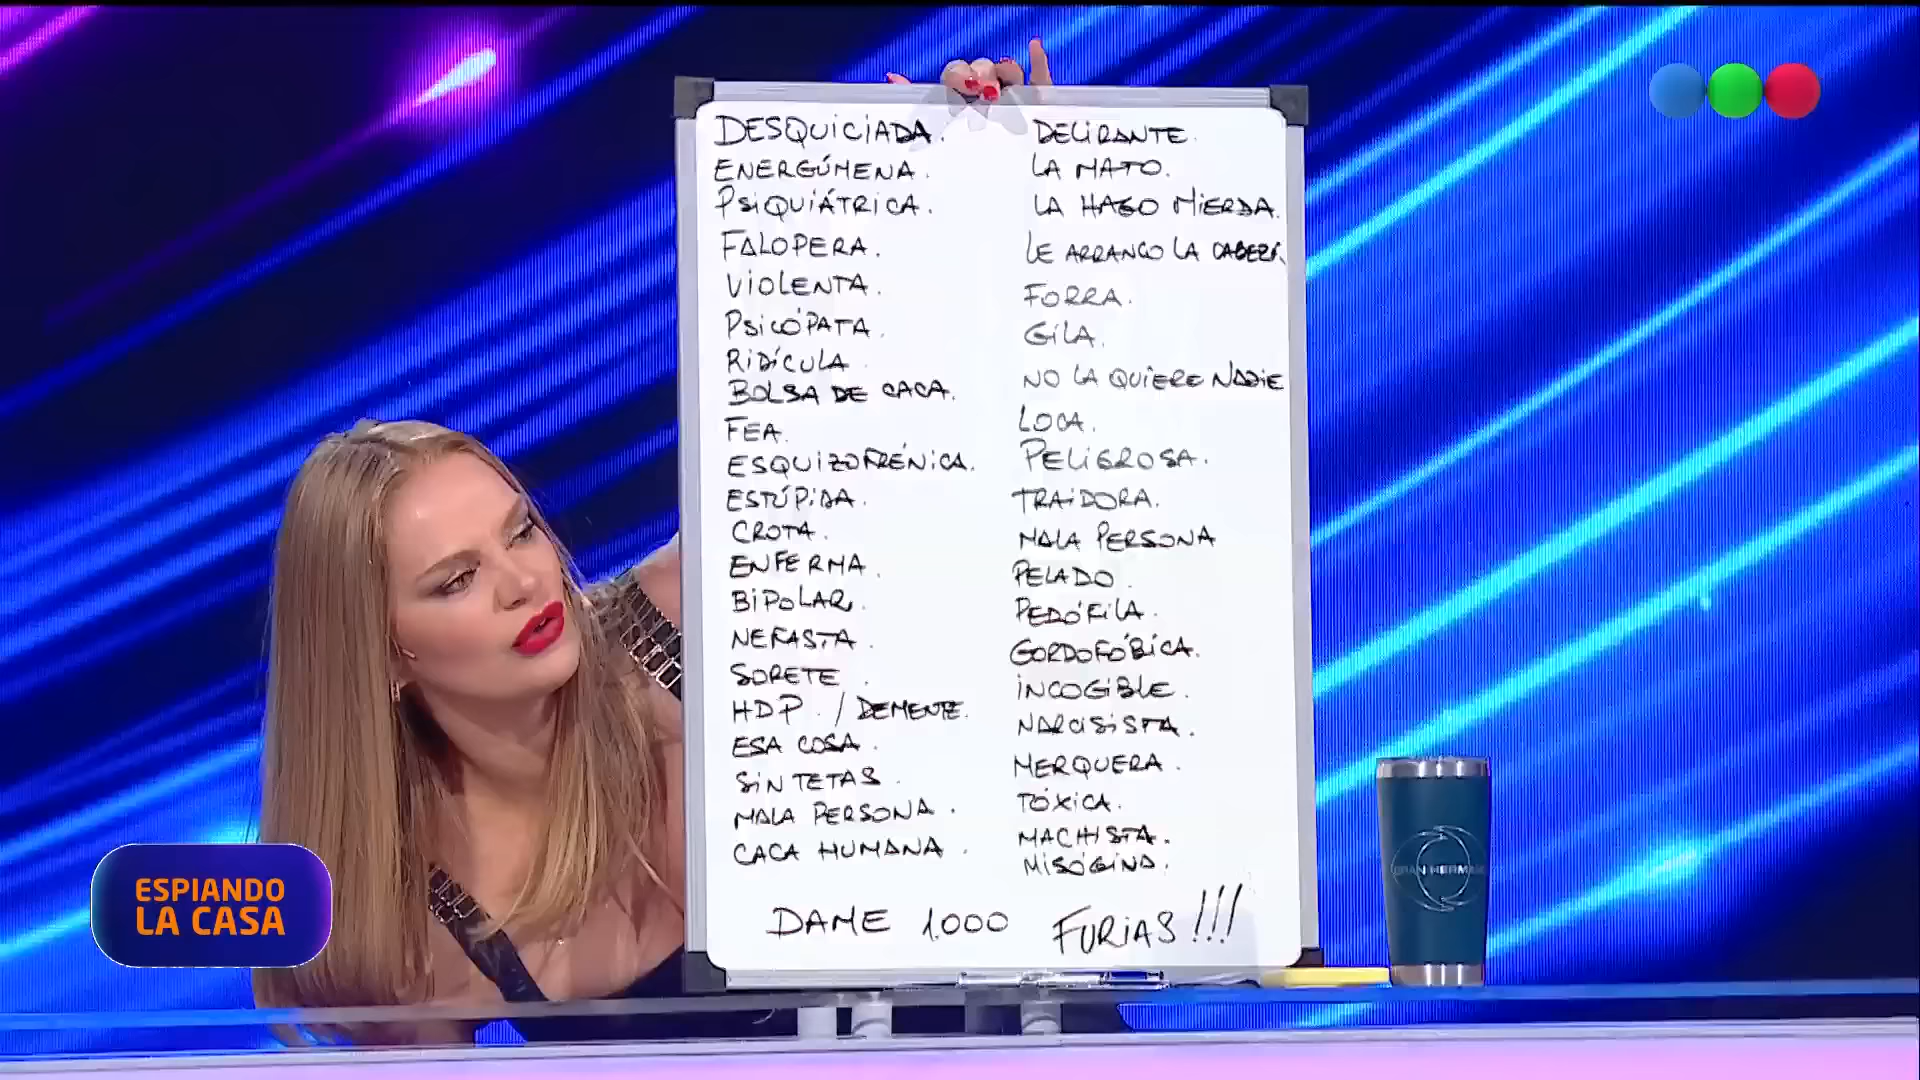 DESQUICIADA.
ENERGÚMENA.
PSIQUIÁTRICA.
FALOPERA.
VIOLENTA.
PSICÓPATA.
RIDÍCULA
BOLSA DE CACA.
FEA.
ESQUIZOFRÉNICA.
ESTÚPIDA.
CROTA.
ENFERMA.
BIPOLAR.
NEFASTA.
SORETE.
HDP. / DEMENTE.
ESA COSA.
SIN TETAS.
MALA PERSONA.
CACA HUMANA.
DELIRANTE.
LA MATO.
LA HAGO MIERDA.
LE ARRANCO LA CABEZA.
FORRA.
GILA.
NO LA QUIERE NADIE
LOCA.
PELIGROSA.
TRAIDORA.
MALA PERSONA
PELADO.
PEDÓFILA.
GORDOFÓBICA.
INCOGIBLE.
NARCISISTA.
MERQUERA.
TÓXICA.
MACHISTA.
MISÓGINA.
DAME 1.000 FURIAS!!!
ESPIANDO
LA CASA
GRAN HERMANO